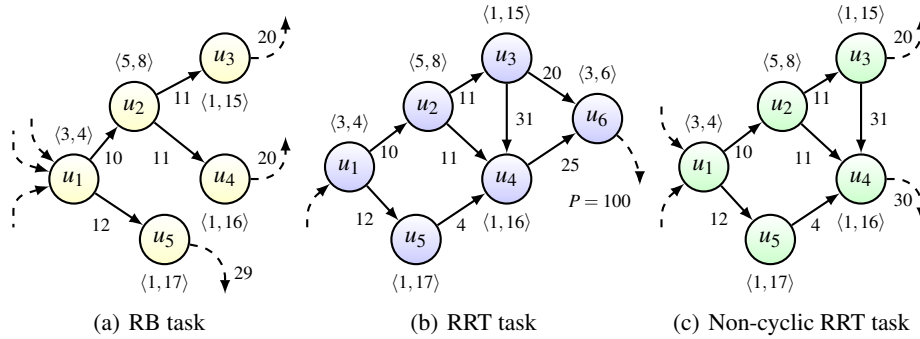 ⟨1,15⟩
⟨1,15⟩
20
20
u3
u3
u3
⟨5,8⟩
⟨5,8⟩
20
⟨3,6⟩
⟨5,8⟩
11
⟨1,15⟩
11
11
u2
u2
u6
u2
⟨3,4⟩
31
31
⟨3,4⟩
⟨3,4⟩
10
11
20
10
11
25
10
11
u1
u4
u1
u4
u1
u4
P = 100
30
12
⟨1,16⟩
12
4
⟨1,16⟩
12
4
⟨1,16⟩
u5
29
u5
u5
⟨1,17⟩
⟨1,17⟩
⟨1,17⟩
(a) RB task
(b) RRT task
(c) Non-cyclic RRT task